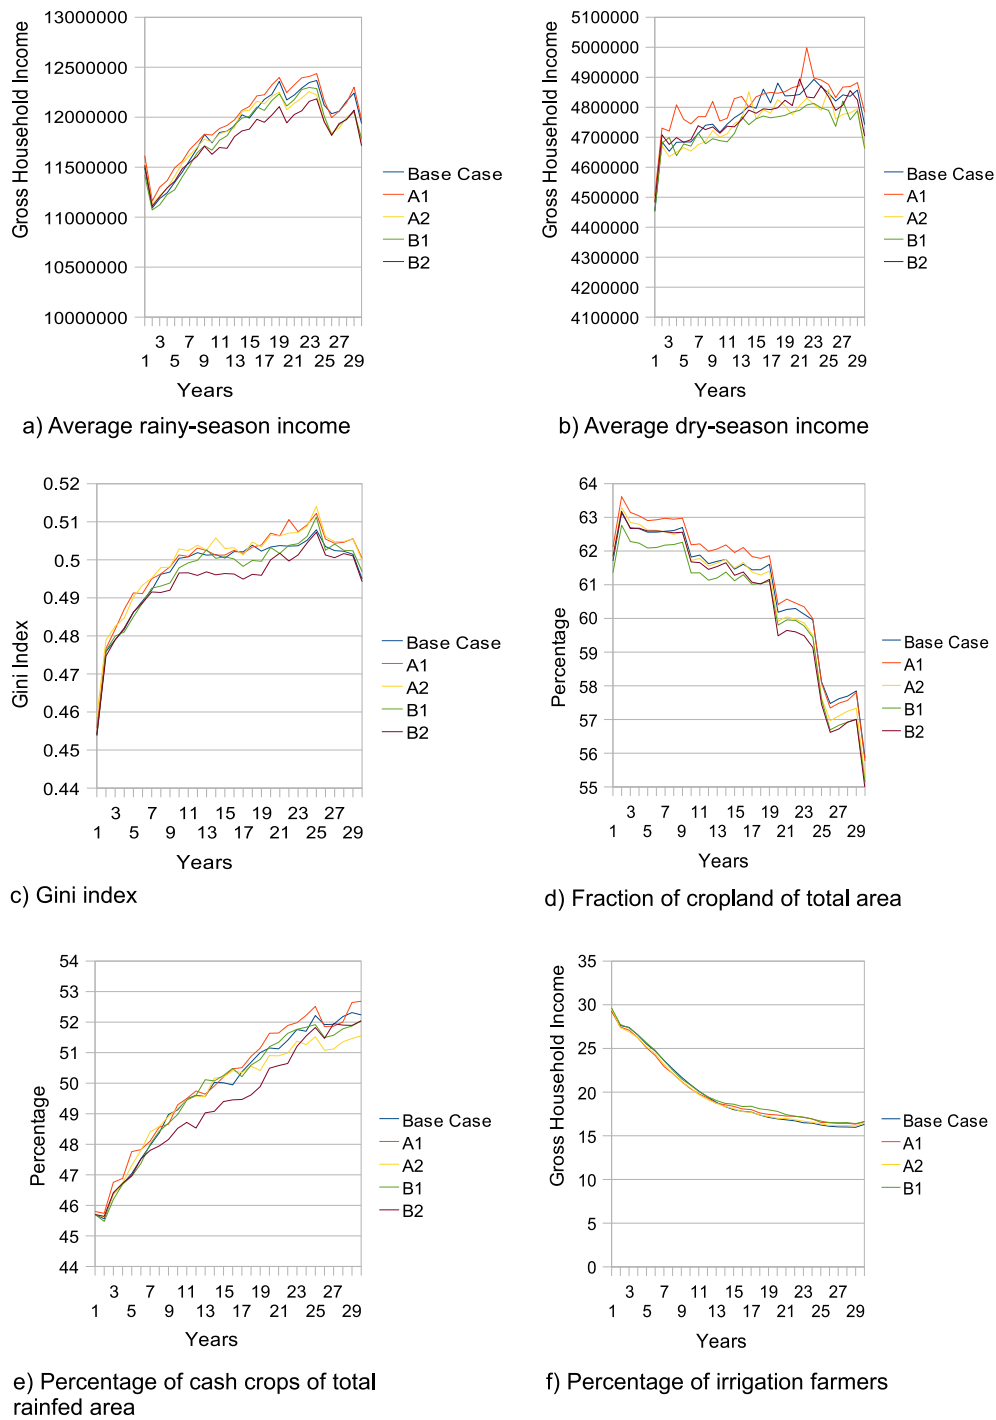 13000000
12500000
12000000
11500000
11000000
10500000
10000000
Gross Household Income
3 7 11 15 19 23 27
1 5 9 13 17 21 25 29
Years
Base Case
A1
A2
B1
B2
a) Average rainy-season income
5100000
5000000
4900000
4800000
4700000
4600000
4500000
4400000
4300000
4200000
4100000
Gross Household Income
3 7 11 15 19 23 27
1 5 9 13 17 21 25 29
Years
Base Case
A1
A2
B1
B2
b) Average dry-season income
0.52
0.51
0.5
0.49
0.48
0.47
0.46
0.45
0.44
Gini Index
3 7 11 15 19 23 27
1 5 9 13 17 21 25 29
Years
Base Case
A1
A2
B1
B2
c) Gini index
64
63
62
61
60
59
58
57
56
55
Percentage
3 7 11 15 19 23 27
1 5 9 13 17 21 25 29
Years
Base Case
A1
A2
B1
B2
d) Fraction of cropland of total area
54
53
52
51
50
49
48
47
46
45
44
Percentage
3 7 11 15 19 23 27
1 5 9 13 17 21 25 29
Years
Base Case
A1
A2
B1
B2
e) Percentage of cash crops of total
rainfed area
35
30
25
20
15
10
5
0
Gross Household Income
3 7 11 15 19 23 27
1 5 9 13 17 21 25 29
Years
Base Case
A1
A2
B1
f) Percentage of irrigation farmers